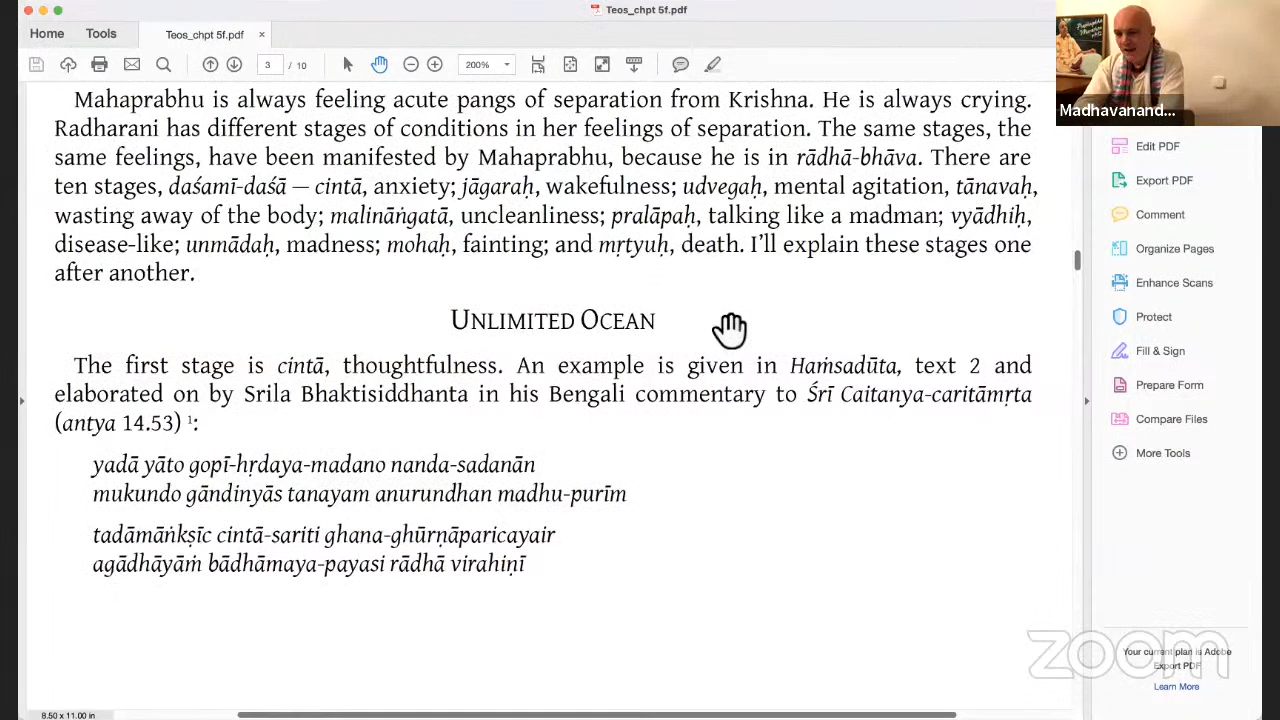 Teos_chpt 5f.pdf
Home
Tools
Teos_chpt 5f.pdf
×
3 / 10
200%
Mahaprabhu is always feeling acute pangs of separation from Krishna. He is always crying.
Radharani has different stages of conditions in her feelings of separation. The same stages, the
same feelings, have been manifested by Mahaprabhu, because he is in rādhā-bhāva. There are
ten stages, daśamī-daśā — cintā, anxiety; jāgaraḥ, wakefulness; udvegaḥ, mental agitation, tānavaḥ,
wasting away of the body; malināṅgatā, uncleanliness; pralāpaḥ, talking like a madman; vyādhiḥ,
disease-like; unmādaḥ, madness; mohaḥ, fainting; and mṛtyuḥ, death. I’ll explain these stages one
after another.
UNLIMITED OCEAN
The first stage is cintā, thoughtfulness. An example is given in Haṁsadūta, text 2 and
elaborated on by Srila Bhaktisiddhanta in his Bengali commentary to Śrī Caitanya-caritāmṛta
(antya 14.53) ¹:
yadā yāto gopī-hṛdaya-madano nanda-sadanān
mukundo gāndinyās tanayam anurundhan madhu-purīm
tadāmāṅkṣīc cintā-sariti ghana-ghūrṇāparicayair
agādhāyāṁ bādhāmaya-payasi rādhā virahiṇī
8.50 x 11.00 in
Madhavanand...
Edit PDF
Export PDF
Comment
Organize Pages
Enhance Scans
Protect
Fill & Sign
Prepare Form
Compare Files
More Tools
zoom
Your current plan is Adobe
Export PDF
Learn More